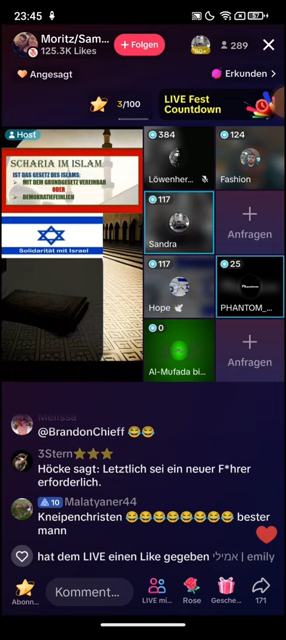 23:45
57
Moritz/Sam...
125.3K Likes
+ Folgen
289
Angesagt
Erkunden >
3/100
LIVE Fest
Countdown
Host
SCHARIA IM ISLAM
IST DAS GESETZ DES ISLAMS:
MIT DEM GRUNDGESETZ VEREINBAR
ODER
DEMOKRATIEFEINLICH
Solidarität mit Israel
384
Löwenher...
124
Fashion
117
Sandra
+
Anfragen
117
Hope
25
PHANTOM_...
0
Al-Mufada bi...
+
Anfragen
Melissa
@BrandonChieff 😂😂
3Stern⭐⭐⭐
Höcke sagt: Letztlich sei ein neuer F*hrer
erforderlich.
10 Malatyaner44
Kneipenchristen 😂😂😂😂😂😂😂😂 bester
mann
hat dem LIVE einen Like gegeben אמילי | emily
Abonn...
Komment...
LIVE mi...
Rose
Gesche...
171